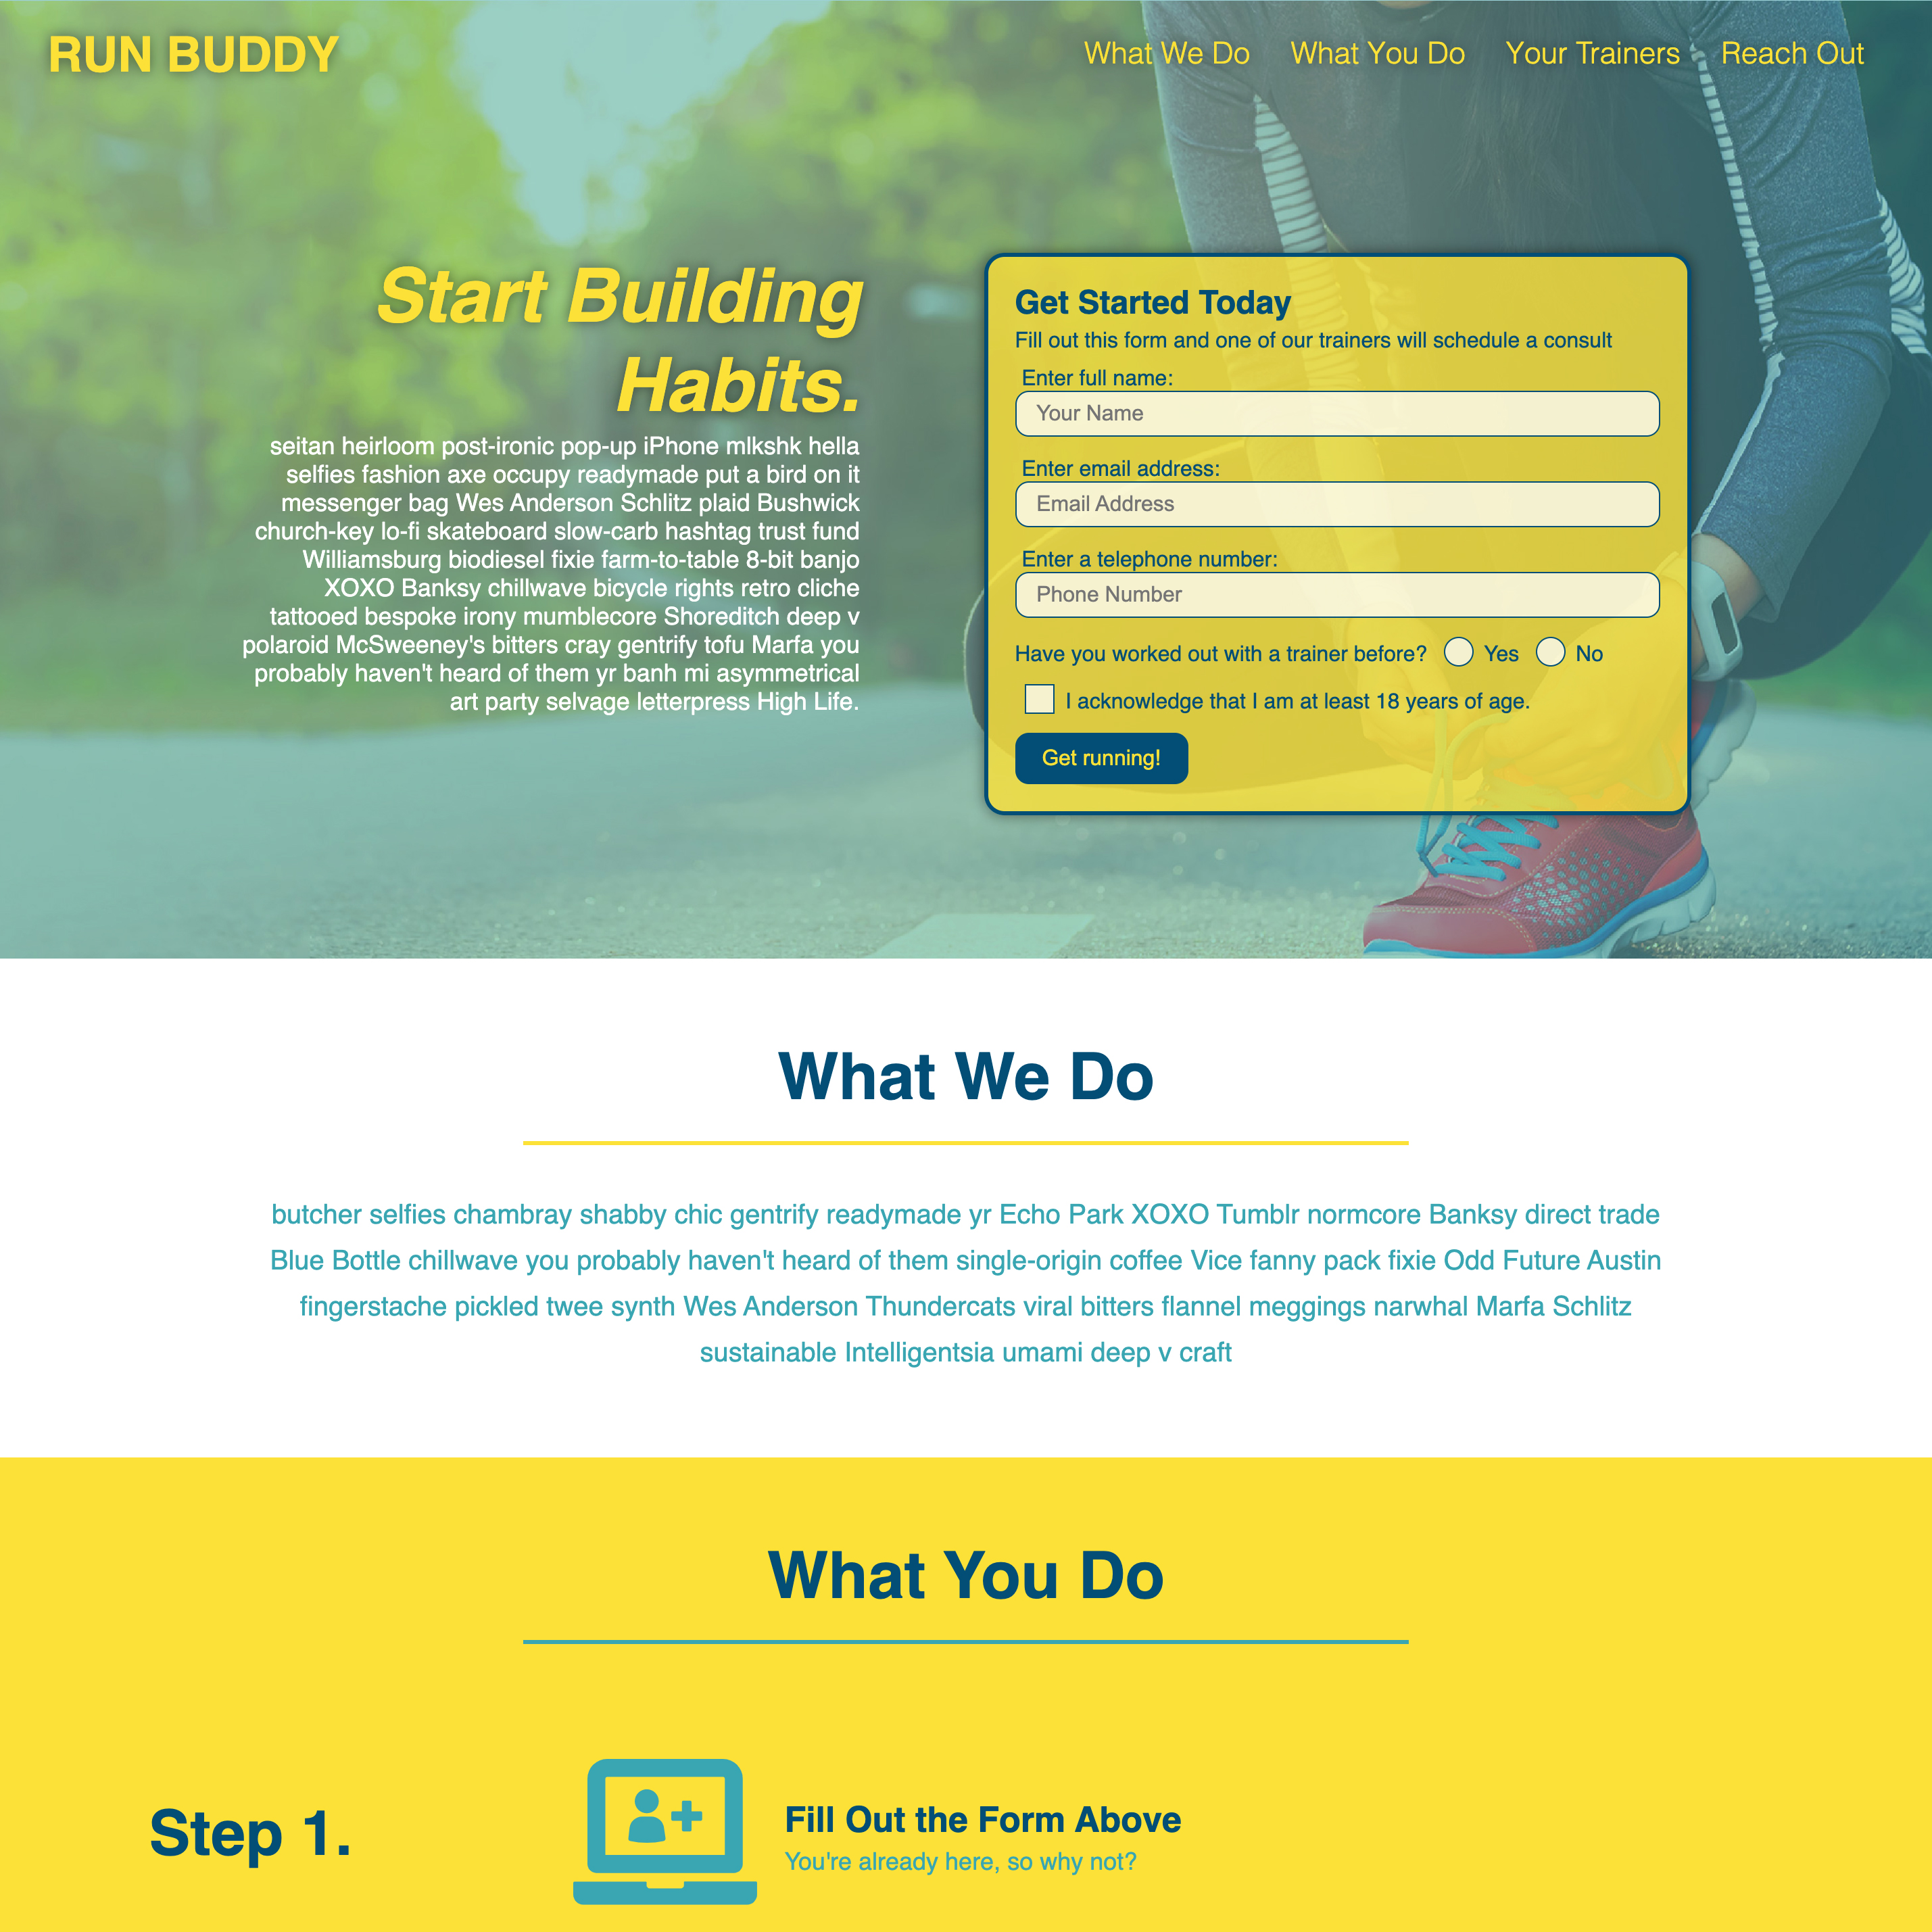 RUN BUDDY
What We Do What You Do Your Trainers Reach Out
Start Building
Habits.
seitan heirloom post-ironic pop-up iPhone mlkshk hella
selfies fashion axe occupy readymade put a bird on it
messenger bag Wes Anderson Schlitz plaid Bushwick
church-key lo-fi skateboard slow-carb hashtag trust fund
Williamsburg biodiesel fixie farm-to-table 8-bit banjo
XOXO Banksy chillwave bicycle rights retro cliche
tattooed bespoke irony mumblecore Shoreditch deep v
polaroid McSweeney's bitters cray gentrify tofu Marfa you
probably haven't heard of them yr banh mi asymmetrical
art party selvage letterpress High Life.
Get Started Today
Fill out this form and one of our trainers will schedule a consult
Enter full name:
Your Name
Enter email address:
Email Address
Enter a telephone number:
Phone Number
Have you worked out with a trainer before? Yes No
I acknowledge that I am at least 18 years of age.
Get running!
What We Do
butcher selfies chambray shabby chic gentrify readymade yr Echo Park XOXO Tumblr normcore Banksy direct trade
Blue Bottle chillwave you probably haven't heard of them single-origin coffee Vice fanny pack fixie Odd Future Austin
fingerstache pickled twee synth Wes Anderson Thundercats viral bitters flannel meggings narwhal Marfa Schlitz
sustainable Intelligentsia umami deep v craft
What You Do
Step 1.
Fill Out the Form Above
You're already here, so why not?